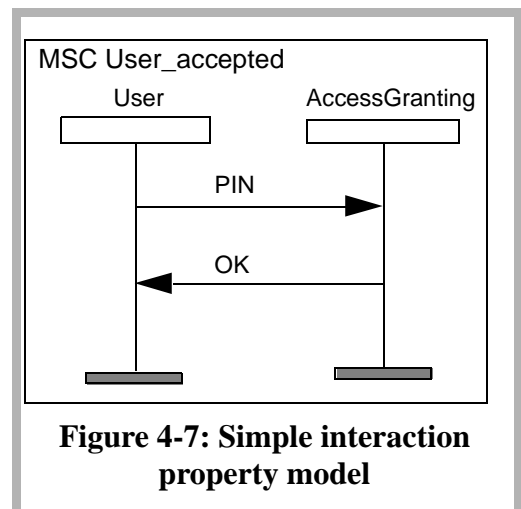 MSC User_accepted
User
AccessGranting
PIN
OK
Figure 4-7: Simple interaction
property model